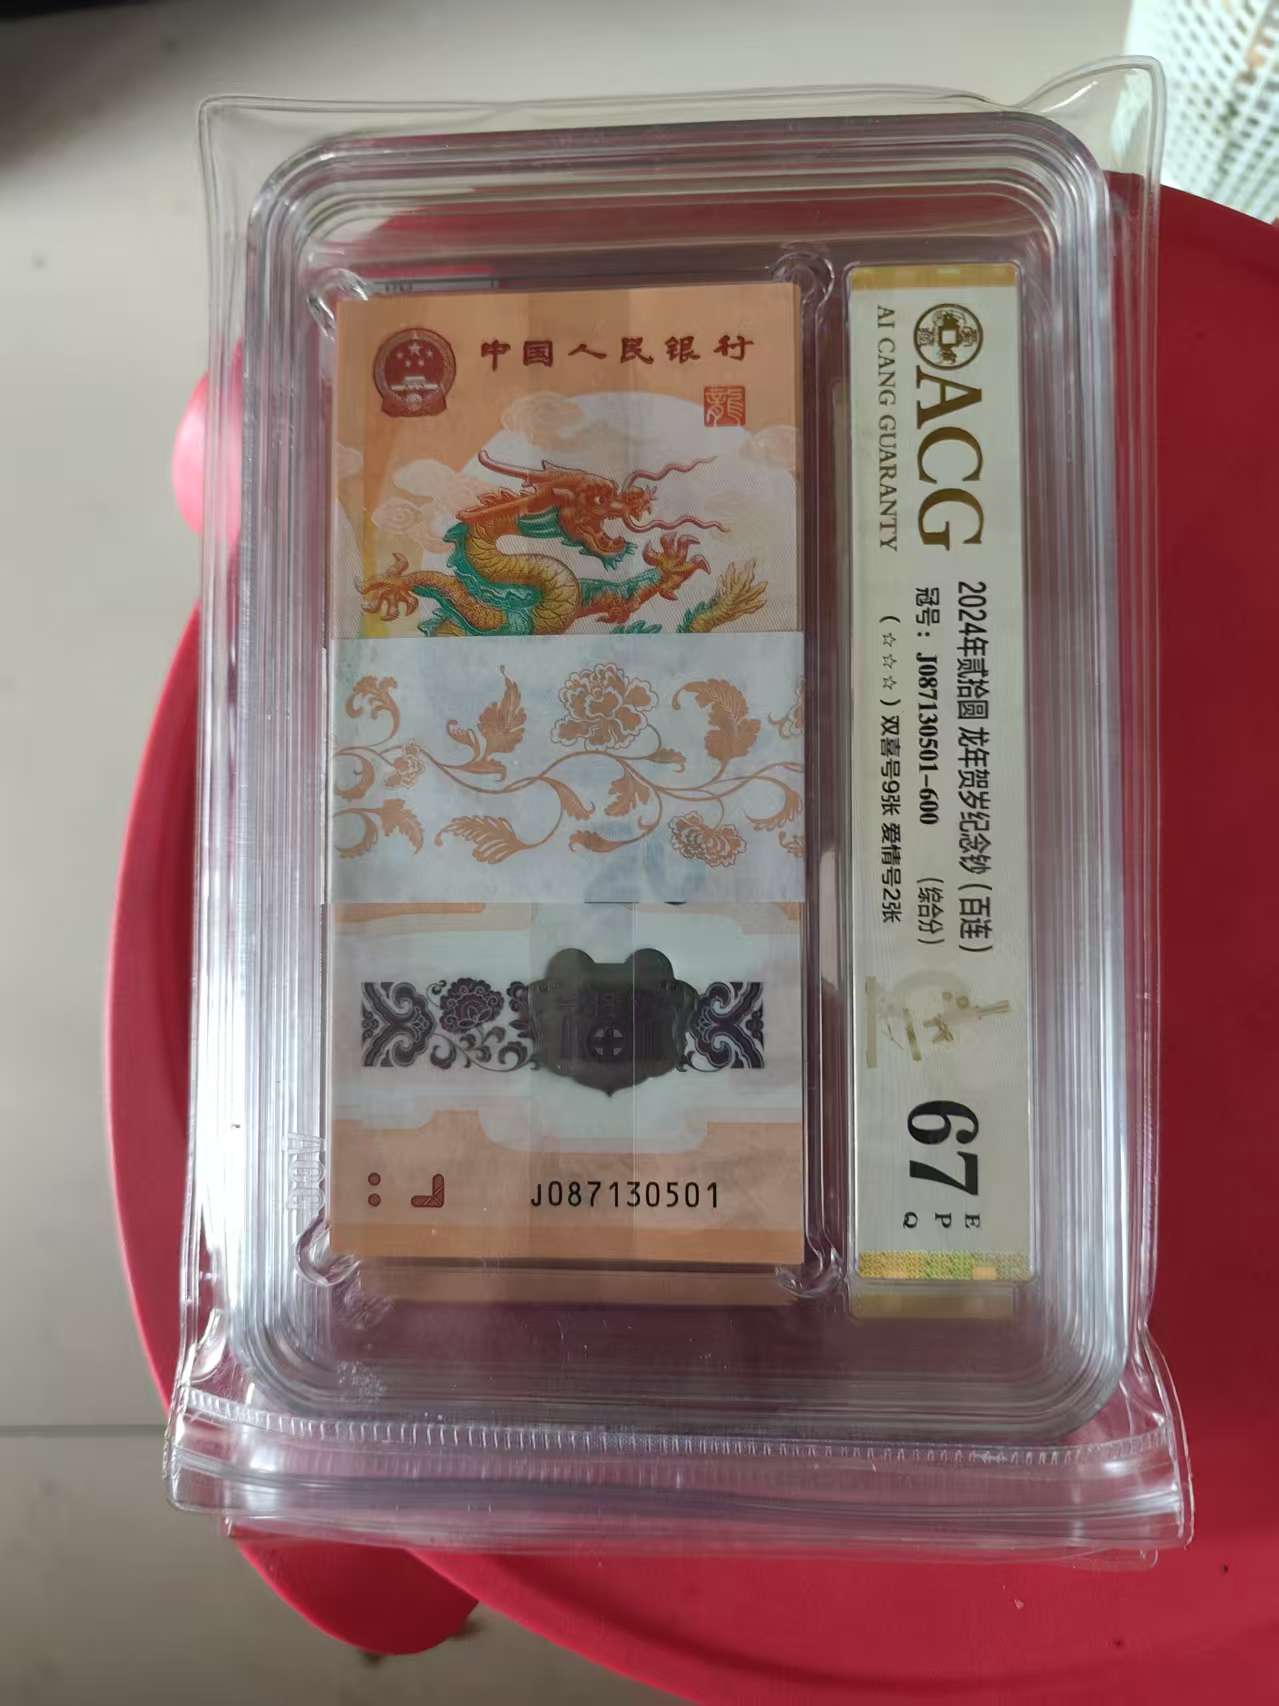 中国人民银行
龍
J087130501
ACG
AI CANG GUARANTY
2024年贰拾圆 龙年贺岁纪念钞（百连）
冠号：J087130501-600 （综合分）
（☆☆☆）双喜号9张 爱情号2张
67
E
P
Q